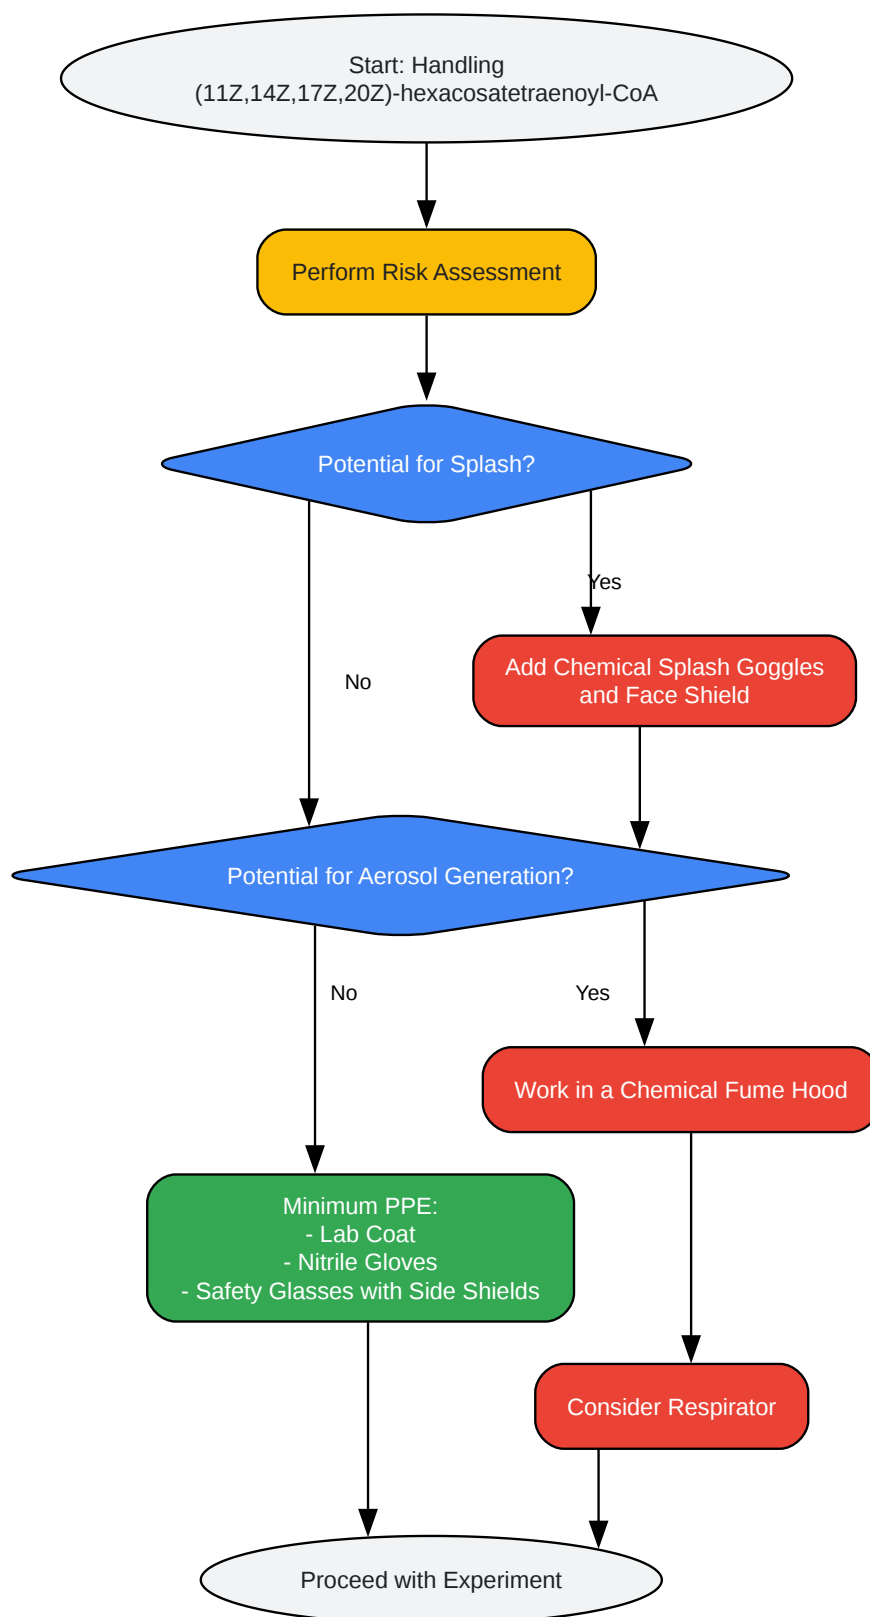 Start: Handling
(11Z,14Z,17Z,20Z)-hexacosatetraenoyl-CoA
Perform Risk Assessment
Potential for Splash?
Yes
Add Chemical Splash Goggles
and Face Shield
No
Potential for Aerosol Generation?
No
Yes
Work in a Chemical Fume Hood
Minimum PPE:
- Lab Coat
- Nitrile Gloves
- Safety Glasses with Side Shields
Consider Respirator
Proceed with Experiment